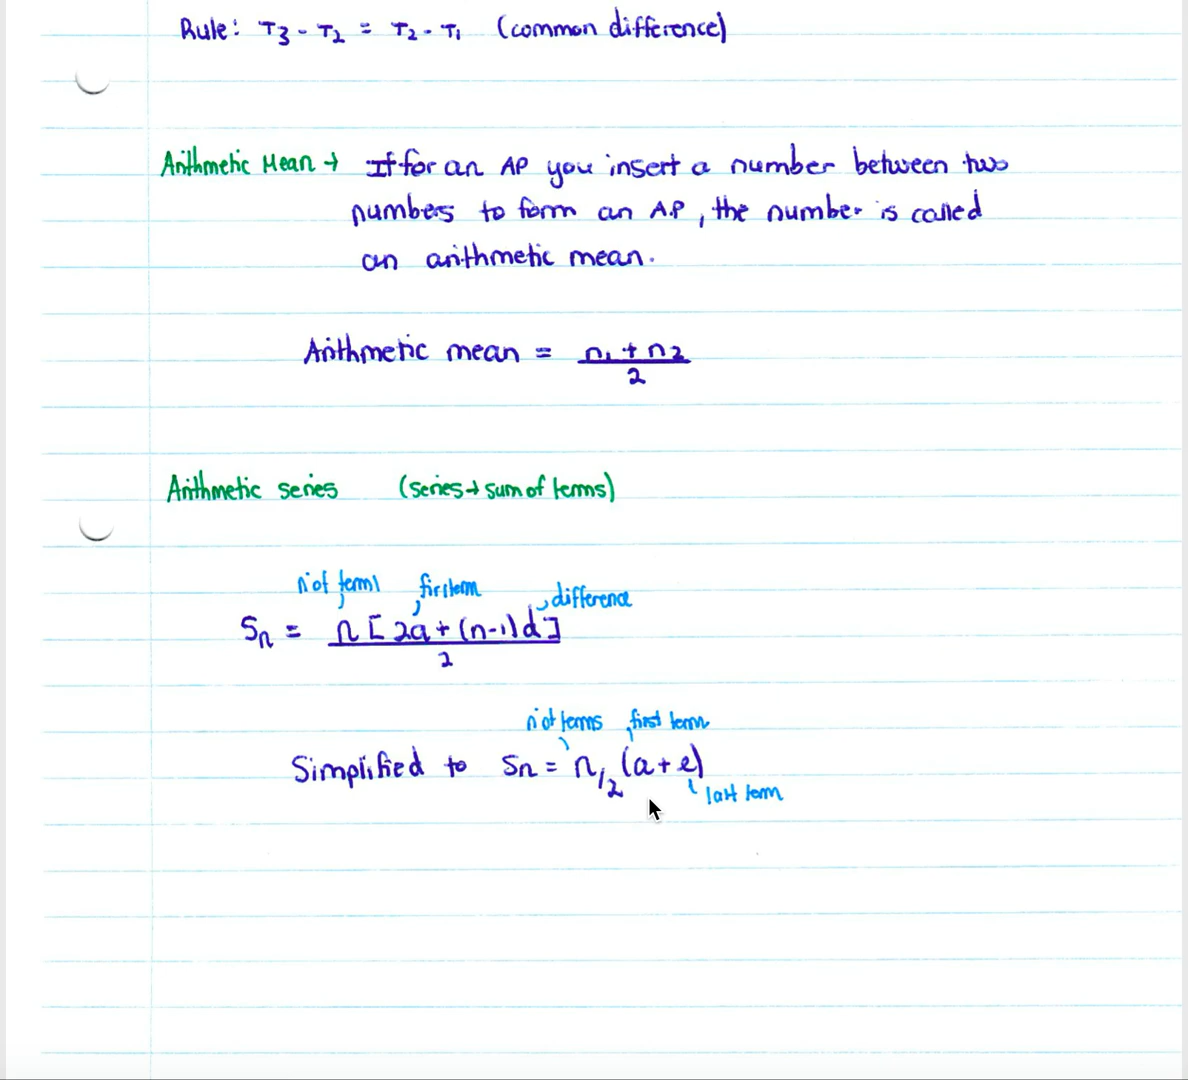 Rule: T3 - T2 = T2 - T1 (common difference)
Arithmetic Mean → If for an AP you insert a number between two
numbers to form an AP, the number is called
an arithmetic mean.
Arithmetic mean = n1 + n2
2
Arithmetic series (series → sum of terms)
n° of terms first term difference
Sn = n [2a + (n-1)d]
2
n° of terms first term
Simplified to Sn = n/2 (a + l)
last term